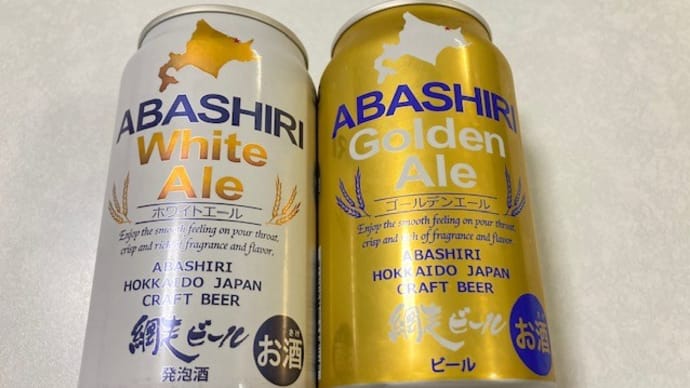 ABASHIRI
White
Ale
ホワイトエール
Enjoy the smooth feeling on your throat,
crisp and rich of fragrance and flavor.
ABASHIRI
HOKKAIDO JAPAN
CRAFT BEER
網走ビール
発泡酒
さけ
お酒
ABASHIRI
Golden
Ale
ゴールデンエール
Enjoy the smooth feeling on your throat,
crisp and rich of fragrance and flavor.
ABASHIRI
HOKKAIDO JAPAN
CRAFT BEER
網走ビール
ビール
さけ
お酒